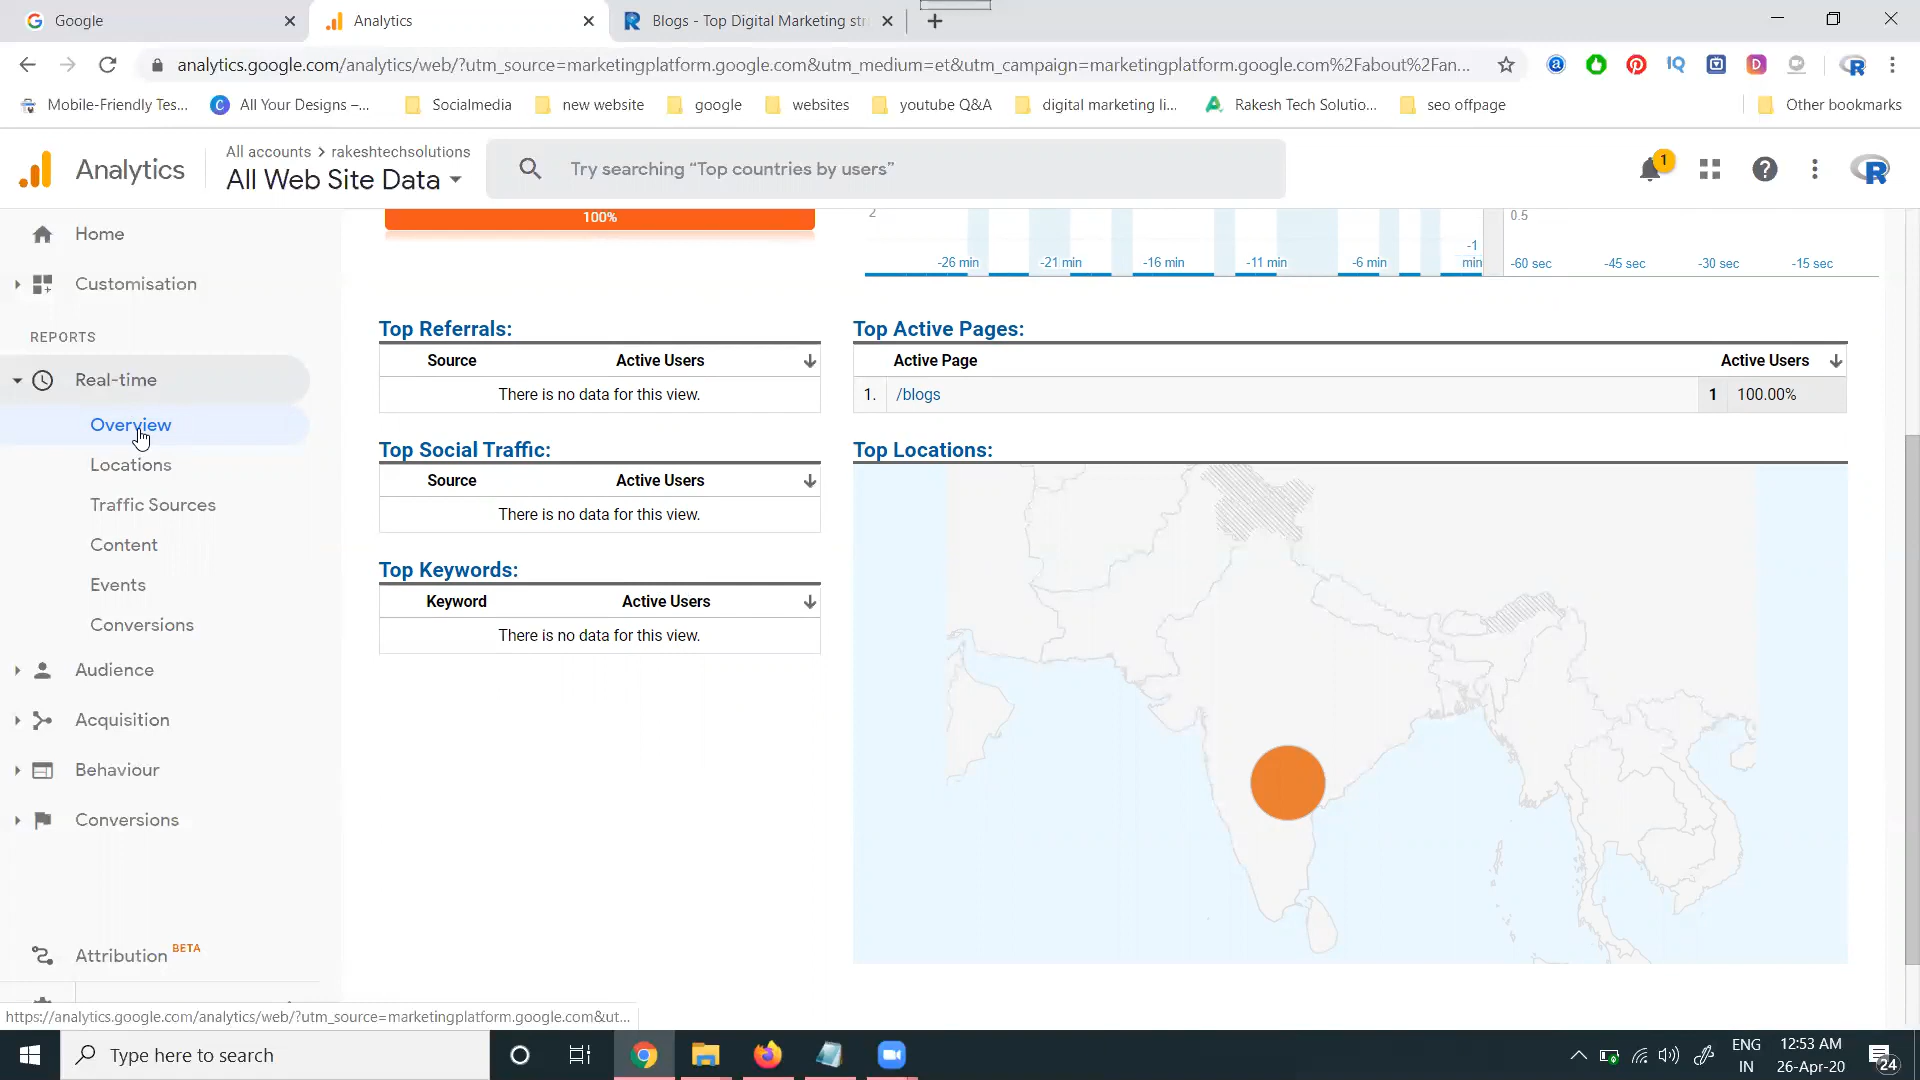 Google
Analytics
Blogs - Top Digital Marketing str
analytics.google.com/analytics/web/?utm_source=marketingplatform.google.com&utm_medium=et&utm_campaign=marketingplatform.google.com%2Fabout%2Fan...
Mobile-Friendly Tes...
All Your Designs –...
Socialmedia
new website
google
websites
youtube Q&A
digital marketing li...
Rakesh Tech Solutio...
seo offpage
Other bookmarks
Analytics
All accounts > rakeshtechsolutions
All Web Site Data
Try searching “Top countries by users”
1
Home
Customisation
REPORTS
Real-time
Overview
Locations
Traffic Sources
Content
Events
Conversions
Audience
Acquisition
Behaviour
Conversions
Attribution BETA
100%
2
-26 min
-21 min
-16 min
-11 min
-6 min
-1
min
0.5
-60 sec
-45 sec
-30 sec
-15 sec
Top Referrals:
Source Active Users
There is no data for this view.
Top Social Traffic:
Source Active Users
There is no data for this view.
Top Keywords:
Keyword Active Users
There is no data for this view.
Top Active Pages:
Active Page Active Users
1. /blogs 1 100.00%
Top Locations:
https://analytics.google.com/analytics/web/?utm_source=marketingplatform.google.com&ut...
Type here to search
ENG
IN
12:53 AM
26-Apr-20
24